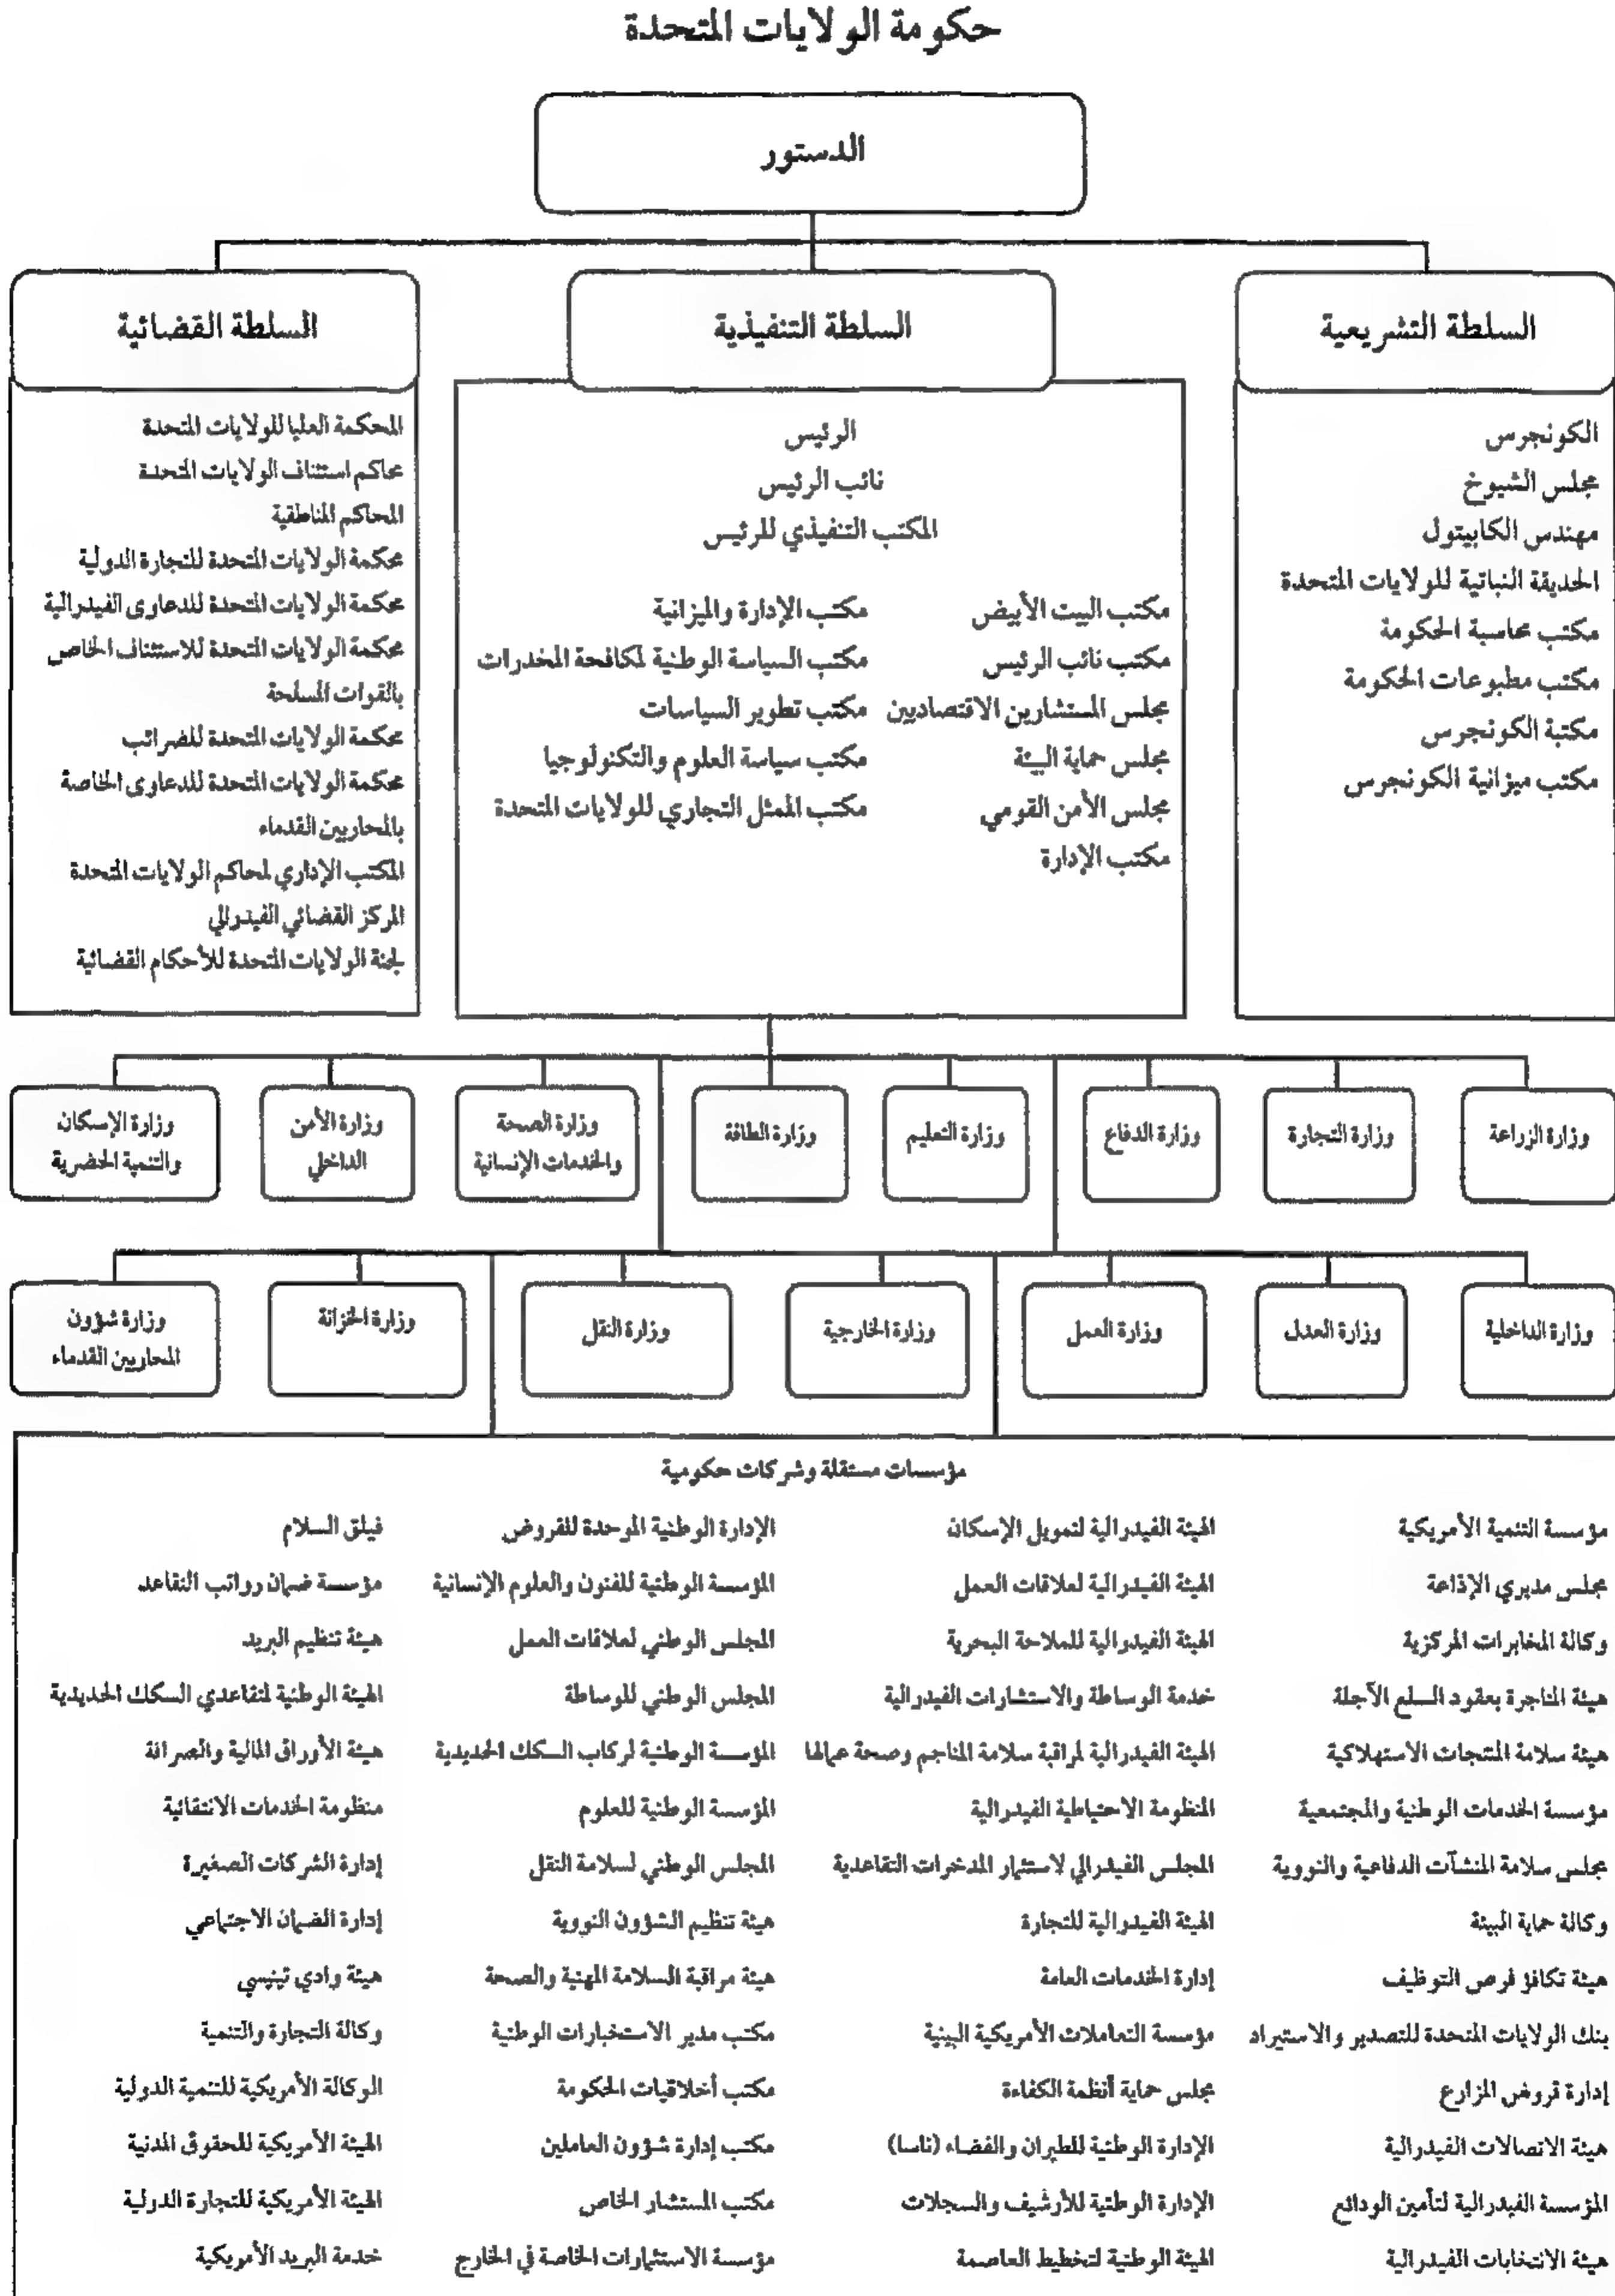 حكومة الولايات المتحدة
الدستور
السلطة التشريعية
الكونجرس
مجلس الشيوخ
مهندس الكابيتول
الحديقة النباتية للولايات المتحدة
مكتب محاسبة الحكومة
مكتب مطبوعات الحكومة
مكتبة الكونجرس
مكتب ميزانية الكونجرس
السلطة التنفيذية
الرئيس
نائب الرئيس
المكتب التنفيذي للرئيس
مكتب البيت الأبيض
مكتب نائب الرئيس
مجلس المستشارين الاقتصاديين
مجلس حماية البيئة
مجلس الأمن القومي
مكتب الإدارة
مكتب الإدارة والميزانية
مكتب السياسة الوطنية لمكافحة المخدرات
مكتب تطوير السياسات
مكتب سياسة العلوم والتكنولوجيا
مكتب الممثل التجاري للولايات المتحدة
السلطة القضائية
المحكمة العليا للولايات المتحدة
محاكم استئناف الولايات المتحدة
المحاكم المناطقية
محكمة الولايات المتحدة للتجارة الدولية
محكمة الولايات المتحدة للدعاوى الفيدرالية
محكمة الولايات المتحدة للاستئناف الخاص
بالقوات المسلحة
محكمة الولايات المتحدة للضرائب
محكمة الولايات المتحدة للدعاوى الخاصة
بالمحاربين القدماء
المكتب الإداري لمحاكم الولايات المتحدة
المركز القضائي الفيدرالي
لجنة الولايات المتحدة للأحكام القضائية
وزارة الزراعة
وزارة التجارة
وزارة الدفاع
وزارة التعليم
وزارة الطاقة
وزارة الصحة
والخدمات الإنسانية
وزارة الأمن
الداخلي
وزارة الإسكان
والتنمية الحضرية
وزارة الداخلية
وزارة العدل
وزارة العمل
وزارة الخارجية
وزارة النقل
وزارة الخزانة
وزارة شؤون
المحاربين القدماء
مؤسسات مستقلة وشركات حكومية
مؤسسة التنمية الأمريكية
مجلس مديري الإذاعة
وكالة المخابرات المركزية
هيئة المتاجرة بعقود السلع الآجلة
هيئة سلامة المنتجات الاستهلاكية
مؤسسة الخدمات الوطنية والمجتمعية
مجلس سلامة المنشآت الدفاعية والنووية
وكالة حماية البيئة
هيئة تكافؤ فرص التوظيف
بنك الولايات المتحدة للتصدير والاستيراد
إدارة قروض المزارع
هيئة الاتصالات الفيدرالية
المؤسسة الفيدرالية لتأمين الودائع
هيئة الانتخابات الفيدرالية
الهيئة الفيدرالية لتمويل الإسكان
الهيئة الفيدرالية لعلاقات العمل
الهيئة الفيدرالية للملاحة البحرية
خدمة الوساطة والاستشارات الفيدرالية
الهيئة الفيدرالية لمراقبة سلامة المناجم وصحة عمالها
المنظومة الاحتياطية الفيدرالية
المجلس الفيدرالي لاستثمار المدخرات التقاعدية
الهيئة الفيدرالية للتجارة
إدارة الخدمات العامة
مؤسسة التعاملات الأمريكية البينية
مجلس حماية أنظمة الكفاءة
الإدارة الوطنية للطيران والفضاء (ناسا)
الإدارة الوطنية للأرشيف والسجلات
الهيئة الوطنية لتخطيط العاصمة
الإدارة الوطنية الموحدة للقروض
المؤسسة الوطنية للفنون والعلوم الإنسانية
المجلس الوطني لعلاقات العمل
المجلس الوطني للوساطة
المؤسسة الوطنية لركاب السكك الحديدية
المؤسسة الوطنية للعلوم
المجلس الوطني لسلامة النقل
هيئة تنظيم الشؤون النووية
هيئة مراقبة السلامة المهنية والصحة
مكتب مدير الاستخبارات الوطنية
مكتب أخلاقيات الحكومة
مكتب إدارة شؤون العاملين
مكتب المستشار الخاص
مؤسسة الاستثمارات الخاصة في الخارج
فيلق السلام
مؤسسة ضمان رواتب التقاعد
هيئة تنظيم البريد
الهيئة الوطنية لمتقاعدي السكك الحديدية
هيئة الأوراق المالية والصرافة
منظومة الخدمات الانتقائية
إدارة الشركات الصغيرة
إدارة الضمان الاجتماعي
هيئة وادي تينيسي
وكالة التجارة والتنمية
الوكالة الأمريكية للتنمية الدولية
الهيئة الأمريكية للحقوق المدنية
الهيئة الأمريكية للتجارة الدولية
خدمة البريد الأمريكية